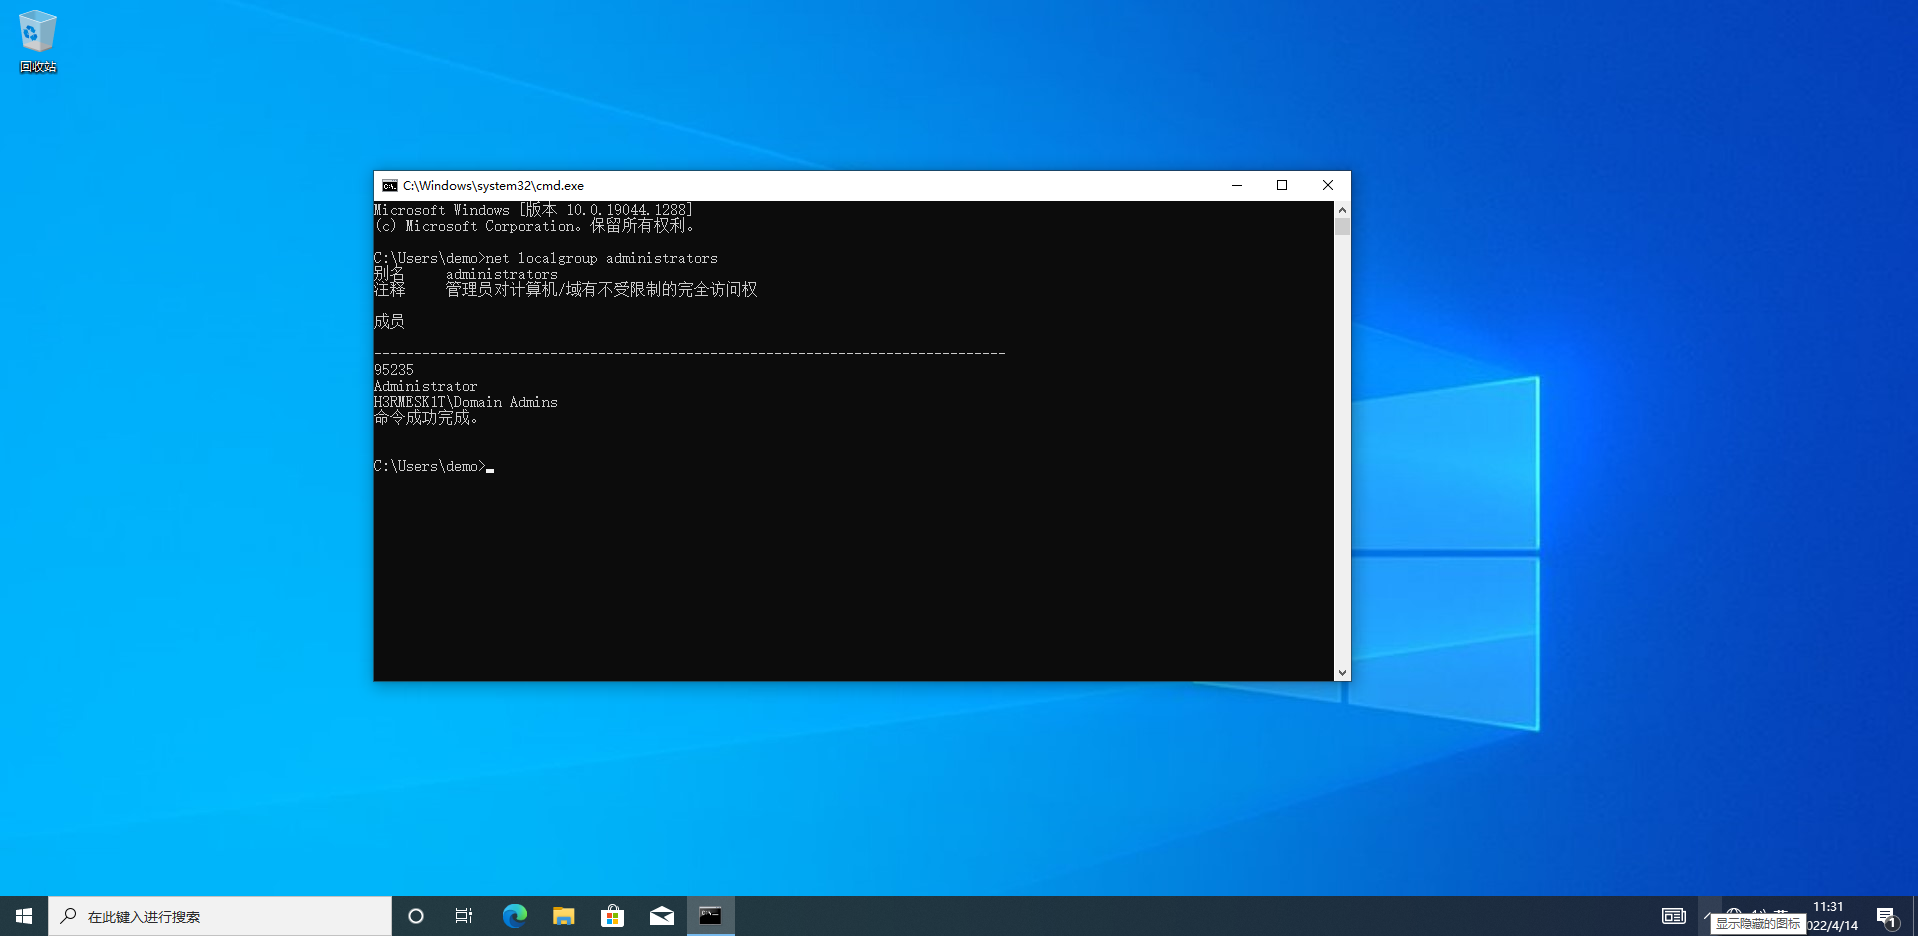 回收站
C:\Windows\system32\cmd.exe
Microsoft Windows [版本 10.0.19044.1288]
(c) Microsoft Corporation。保留所有权利。
C:\Users\demo>net localgroup administrators
别名     administrators
注释     管理员对计算机/域有不受限制的完全访问权
成员
-------------------------------------------------------------------------------
95235
Administrator
H3RMESK1T\Domain Admins
命令成功完成。
C:\Users\demo>
在此键入进行搜索
11:31
显示隐藏的图标
022/4/14
1